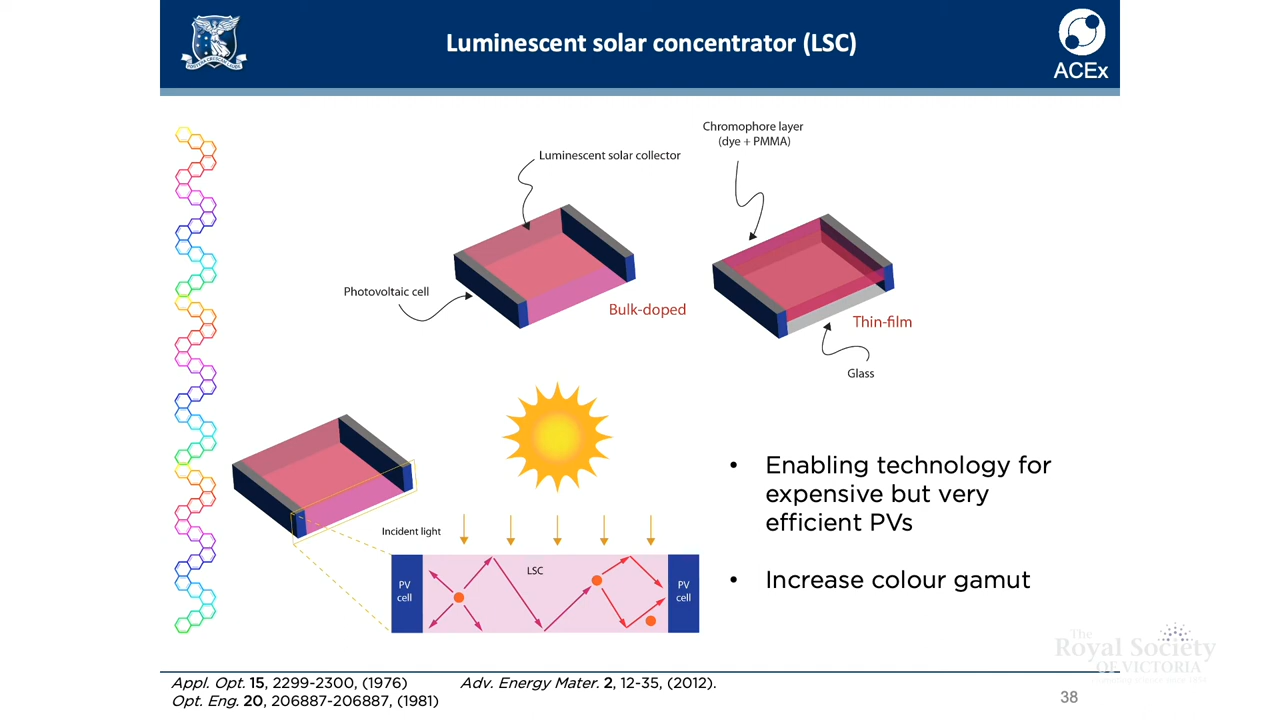 Luminescent solar concentrator (LSC)
ACEx
Chromophore layer
(dye + PMMA)
Luminescent solar collector
Photovoltaic cell
Bulk-doped
Thin-film
Glass
Incident light
LSC
PV
cell
PV
cell
• Enabling technology for
expensive but very
efficient PVs
• Increase colour gamut
The
Royal Society
OF VICTORIA
Appl. Opt. 15, 2299-2300, (1976)
Adv. Energy Mater. 2, 12-35, (2012).
Opt. Eng. 20, 206887-206887, (1981)
38